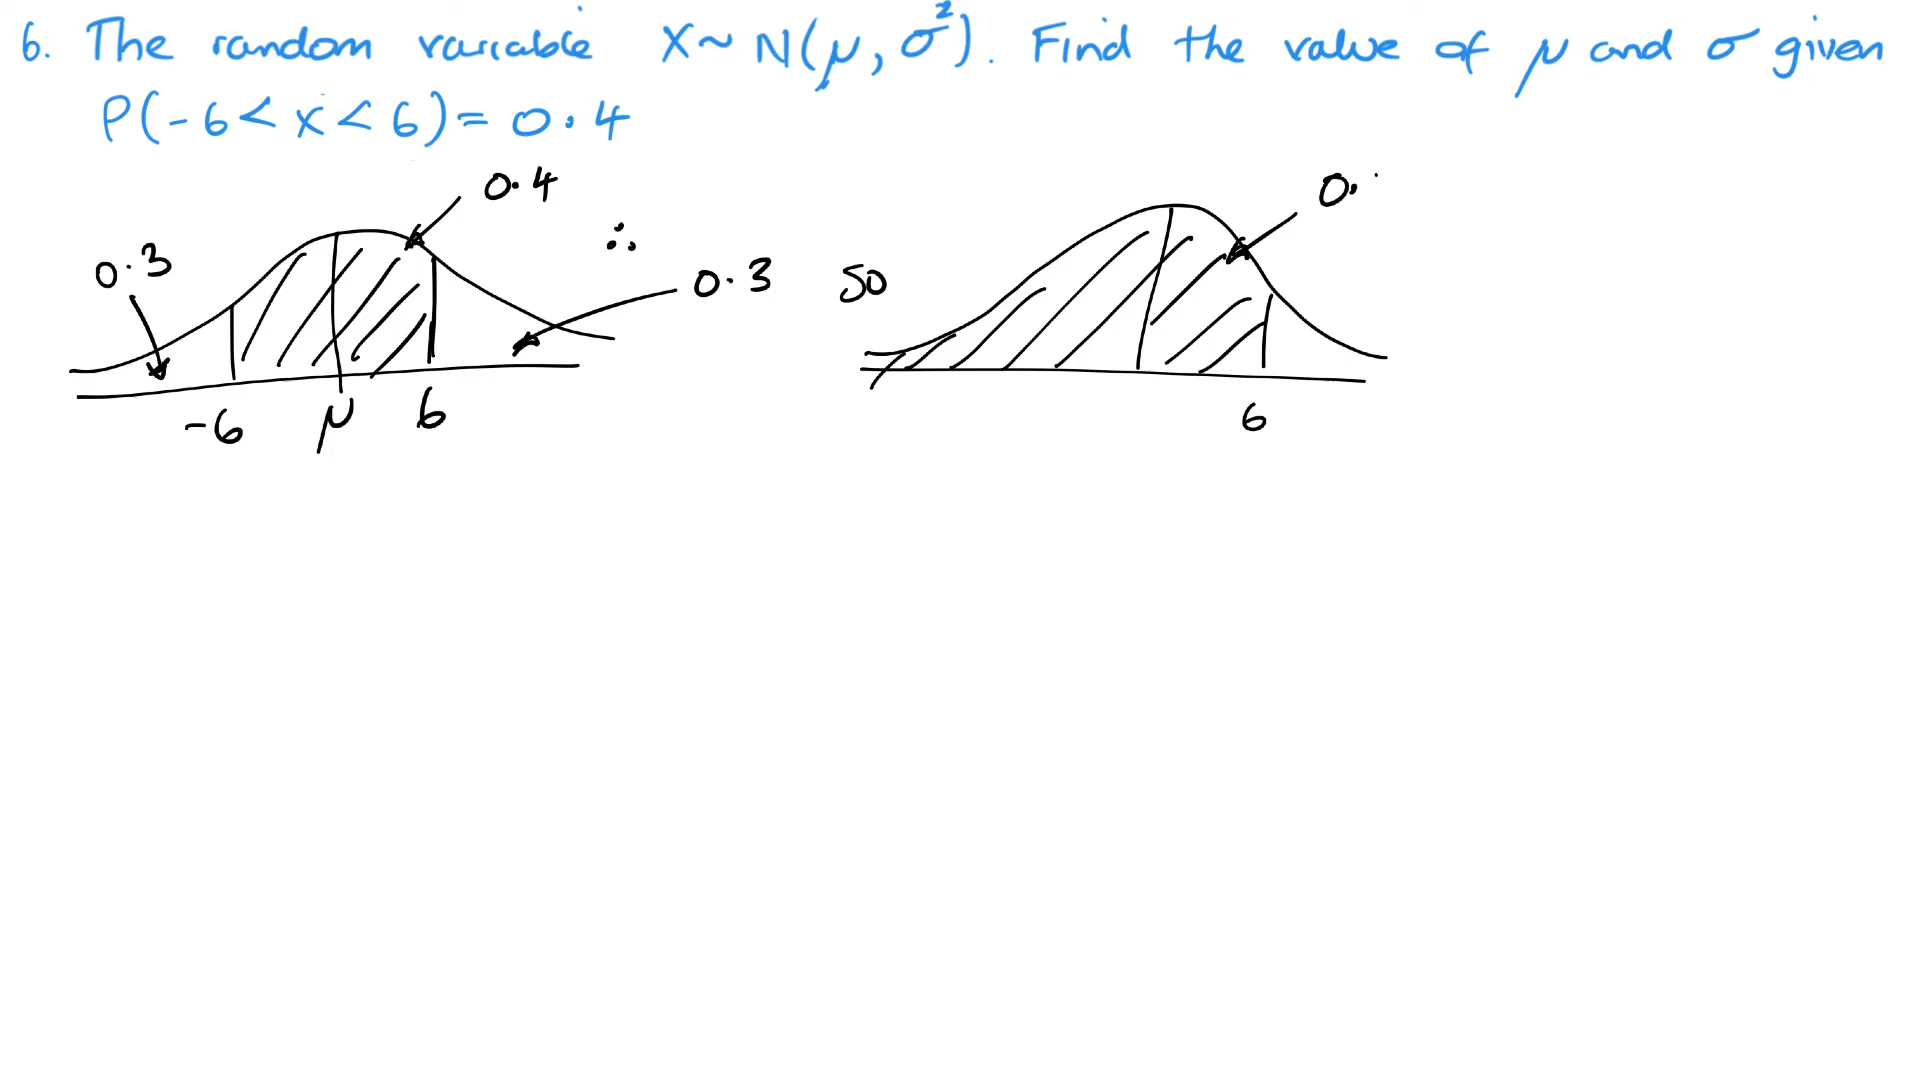 6. The random variable X~N(μ, σ²). Find the value of μ and σ given
P(-6<x<6)=0.4
0.4
0.3
∴
0.3
-6 μ 6
so
0.
6